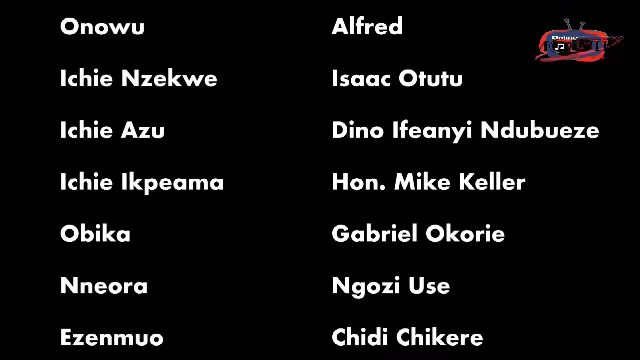 Onowu Alfred
Ichie Nzekwe Isaac Otutu
Ichie Azu Dino Ifeanyi Ndubueze
Ichie Ikpeama Hon. Mike Keller
Obika Gabriel Okorie
Nneora Ngozi Use
Ezenmuo Chidi Chikere